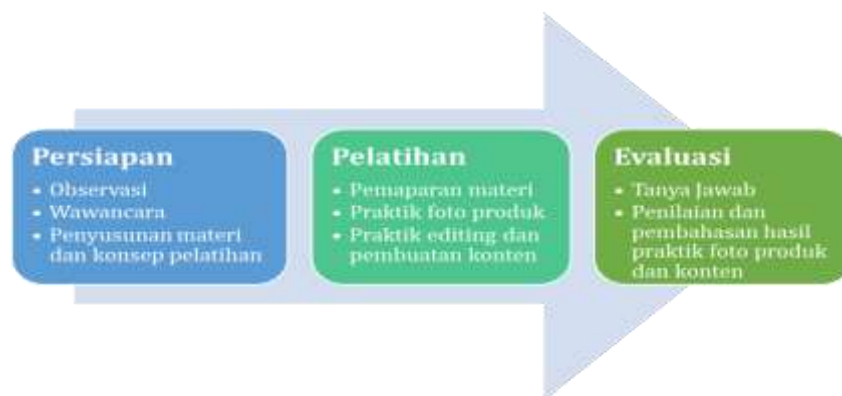 Persiapan
• Observasi
• Wawancara
• Penyusunan materi
dan konsep pelatihan
Pelatihan
• Pemaparan materi
• Praktik foto produk
• Praktik editing dan
pembuatan konten
Evaluasi
• Tanya Jawab
• Penilaian dan
pembahasan hasil
praktik foto produk
dan konten